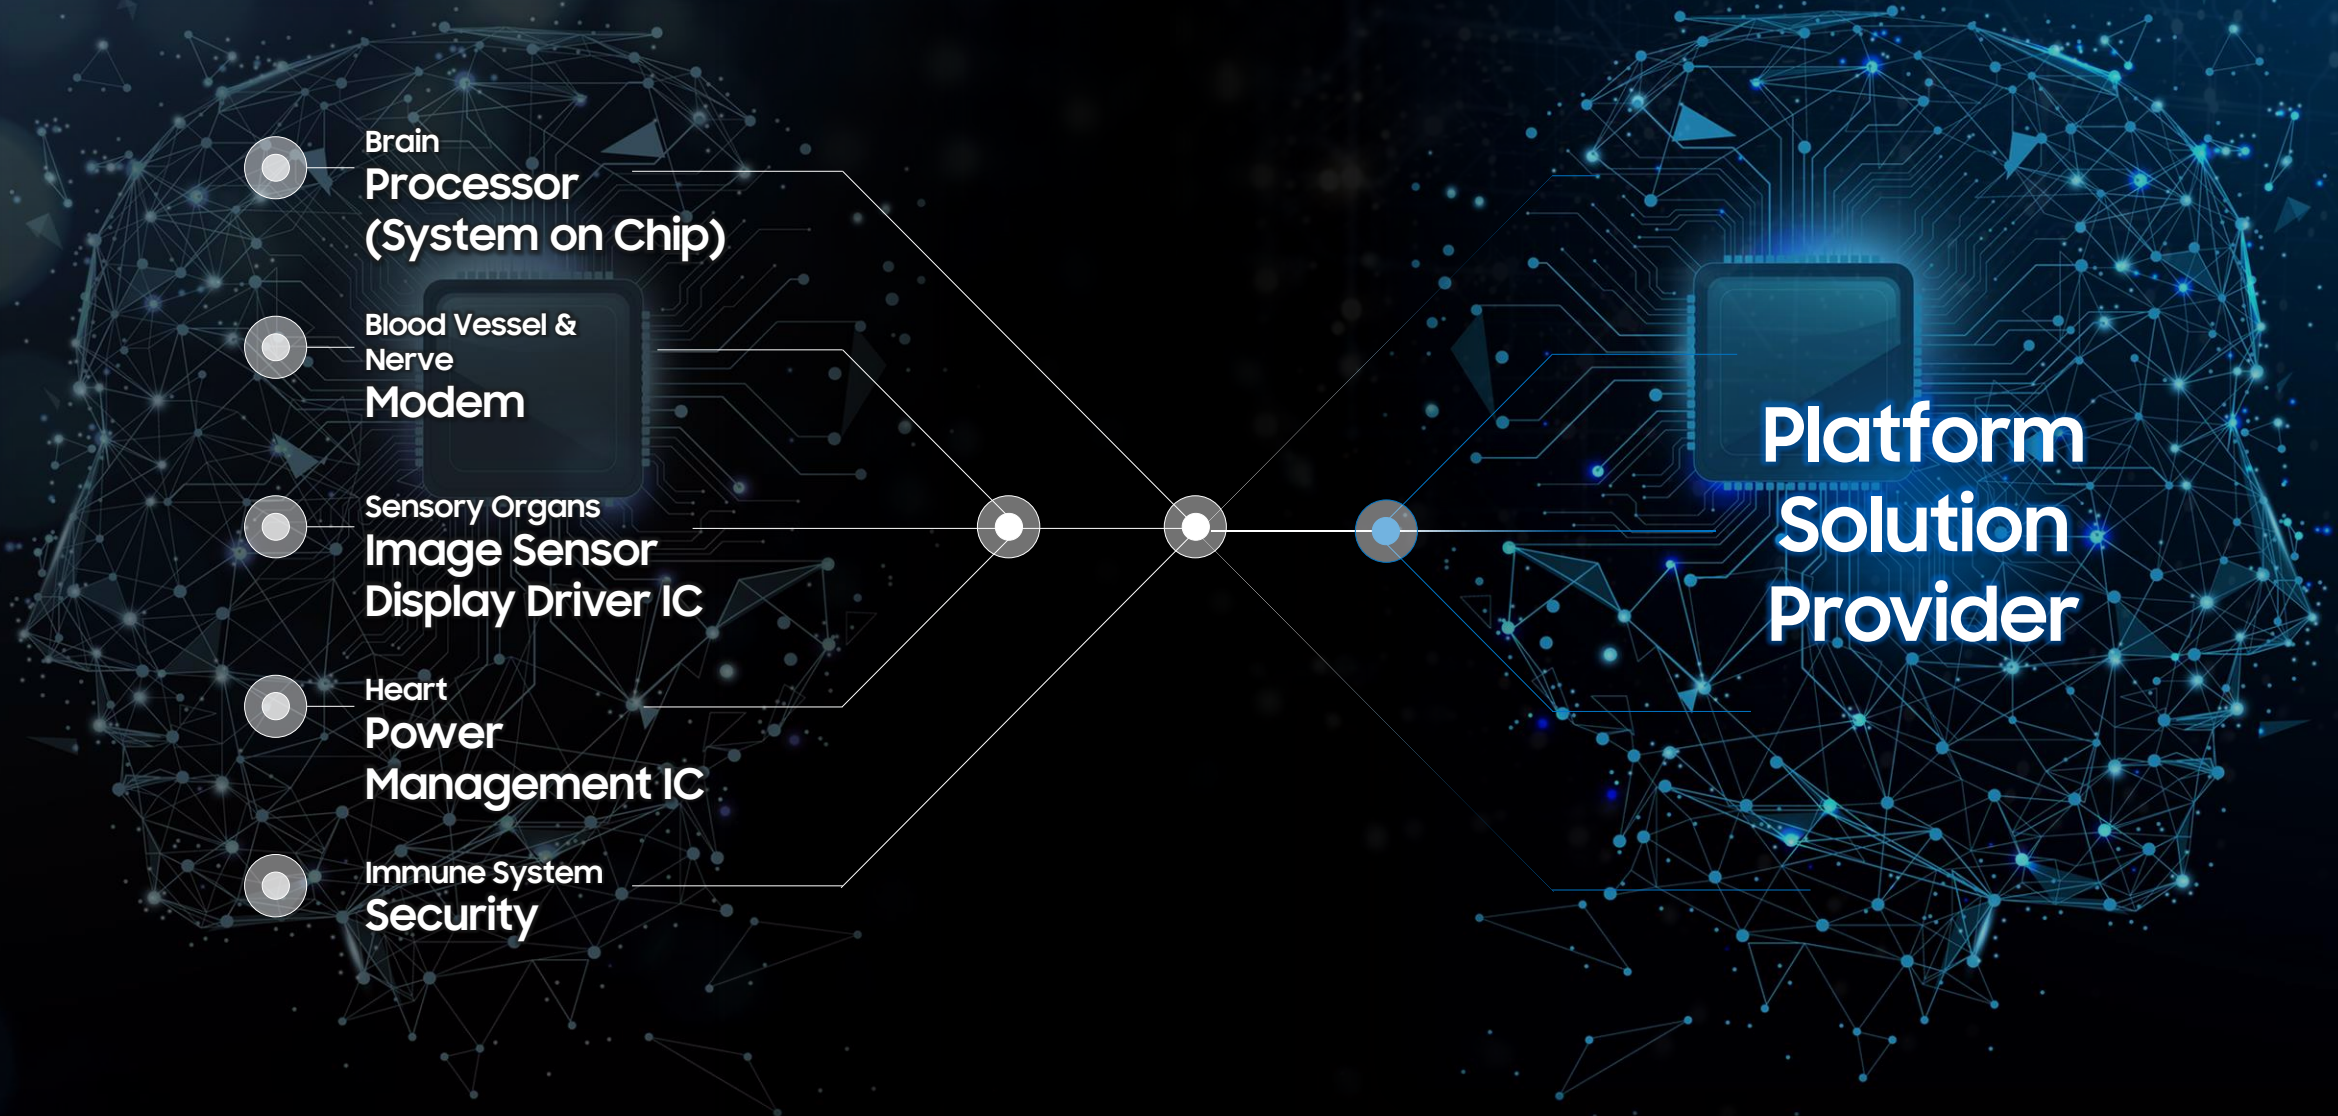 Brain
Processor
(System on Chip)
Blood Vessel &
Nerve
Modem
Sensory Organs
Image Sensor
Display Driver IC
Heart
Power
Management IC
Immune System
Security
Platform
Solution
Provider